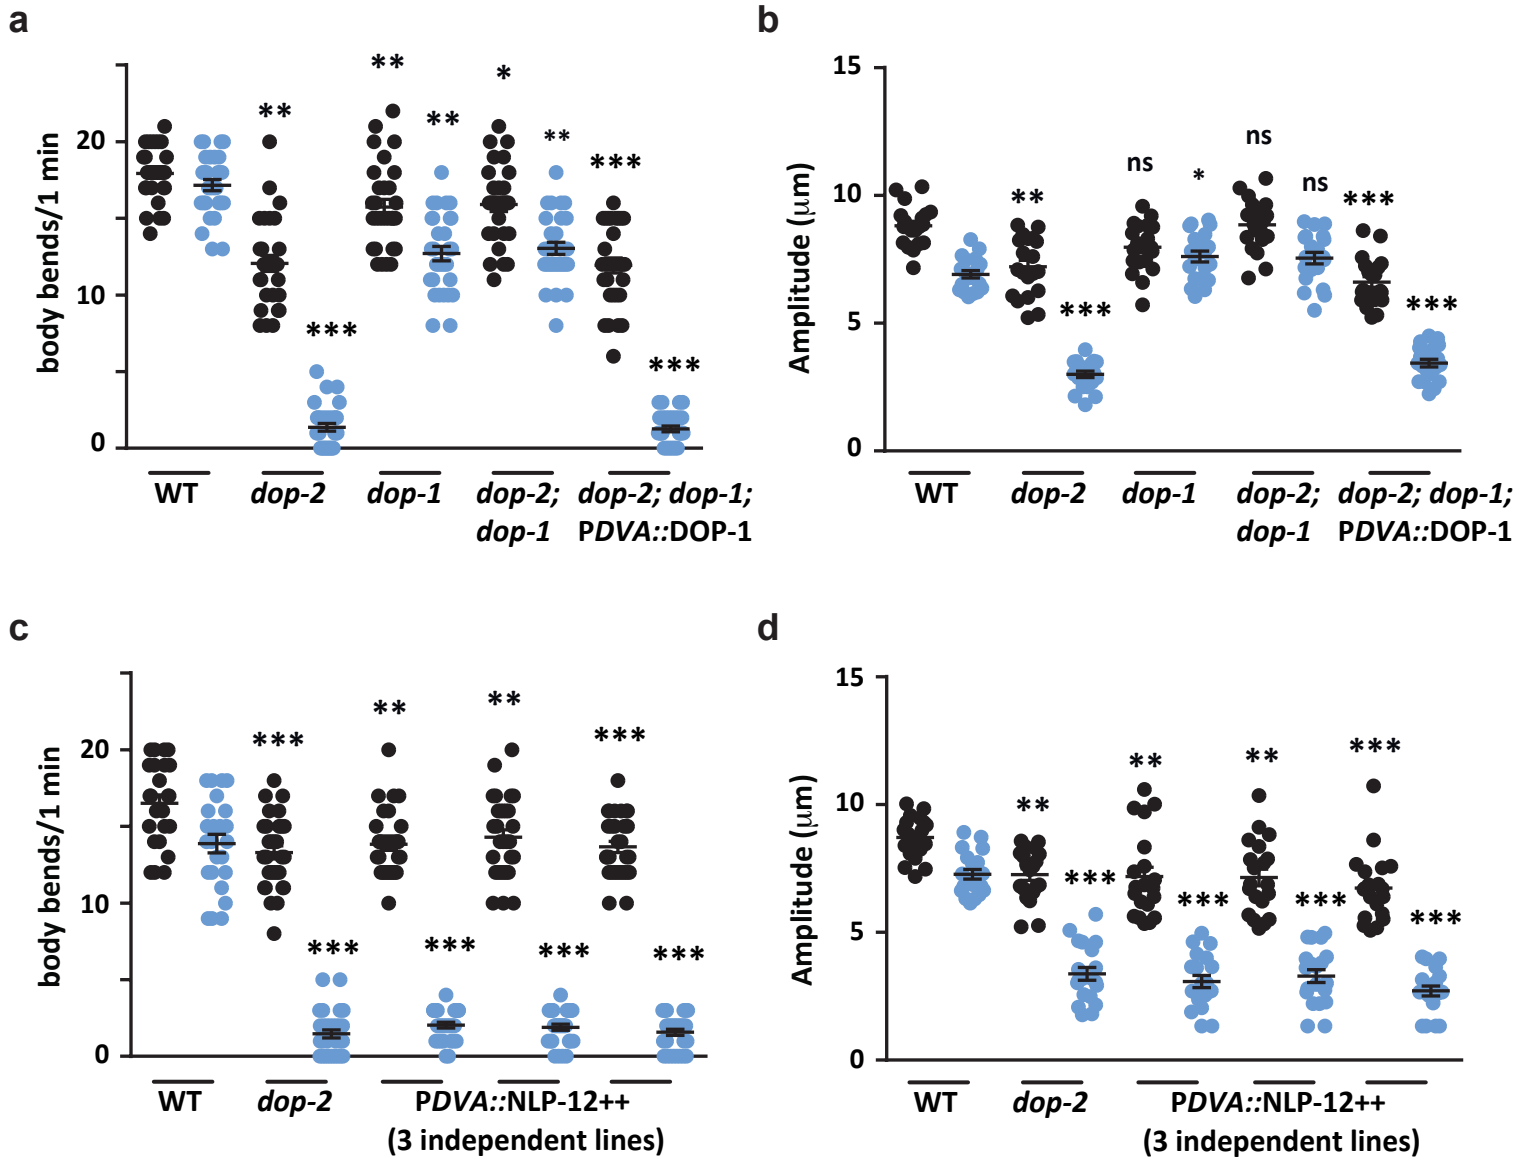 a
body bends/1 min
20
10
0
** *** ** ** * ** *** ***
WT dop-2 dop-1 dop-2; dop-2; dop-1;
dop-1 PDVA::DOP-1
b
Amplitude (μm)
15
10
5
0
** *** ns * ns ns *** ***
WT dop-2 dop-1 dop-2; dop-2; dop-1;
dop-1 PDVA::DOP-1
c
body bends/1 min
20
10
0
*** *** ** *** ** *** *** ***
WT dop-2 PDVA::NLP-12++
(3 independent lines)
d
Amplitude (μm)
15
10
5
0
** *** ** *** ** *** *** ***
WT dop-2 PDVA::NLP-12++
(3 independent lines)